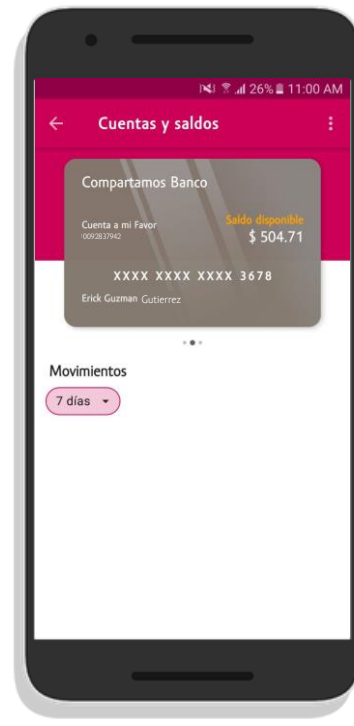 26% 11:00 AM
Cuentas y saldos
Compartamos Banco
Cuenta a mi Favor
0092837942
Saldo disponible
$ 504.71
XXXX XXXX XXXX 3678
Erick Guzman Gutierrez
Movimientos
7 días